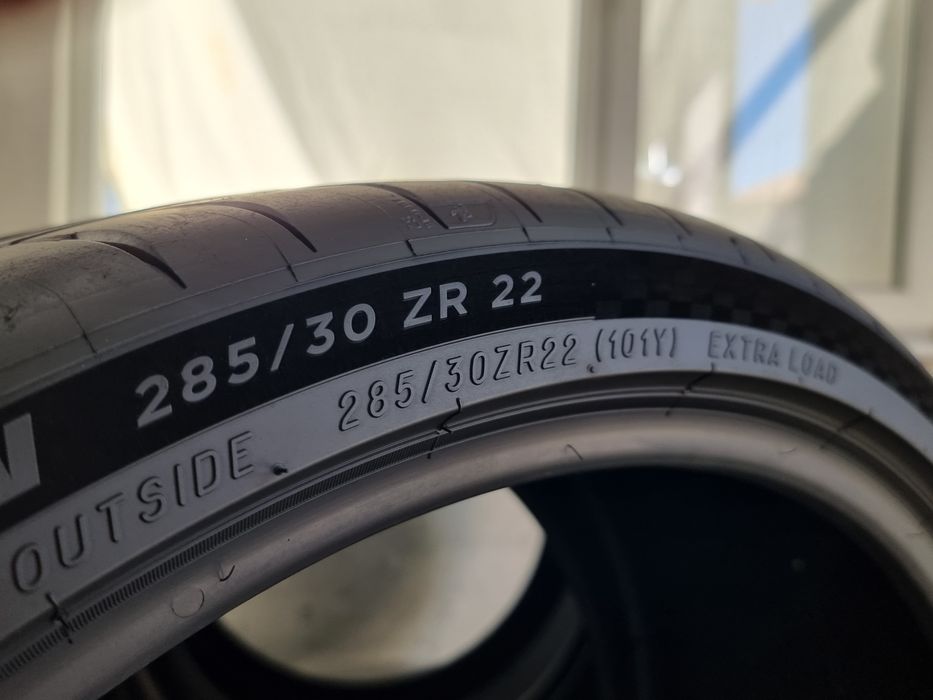 285/30 ZR 22
285/30ZR22 (101Y) EXTRA LOAD
OUTSIDE